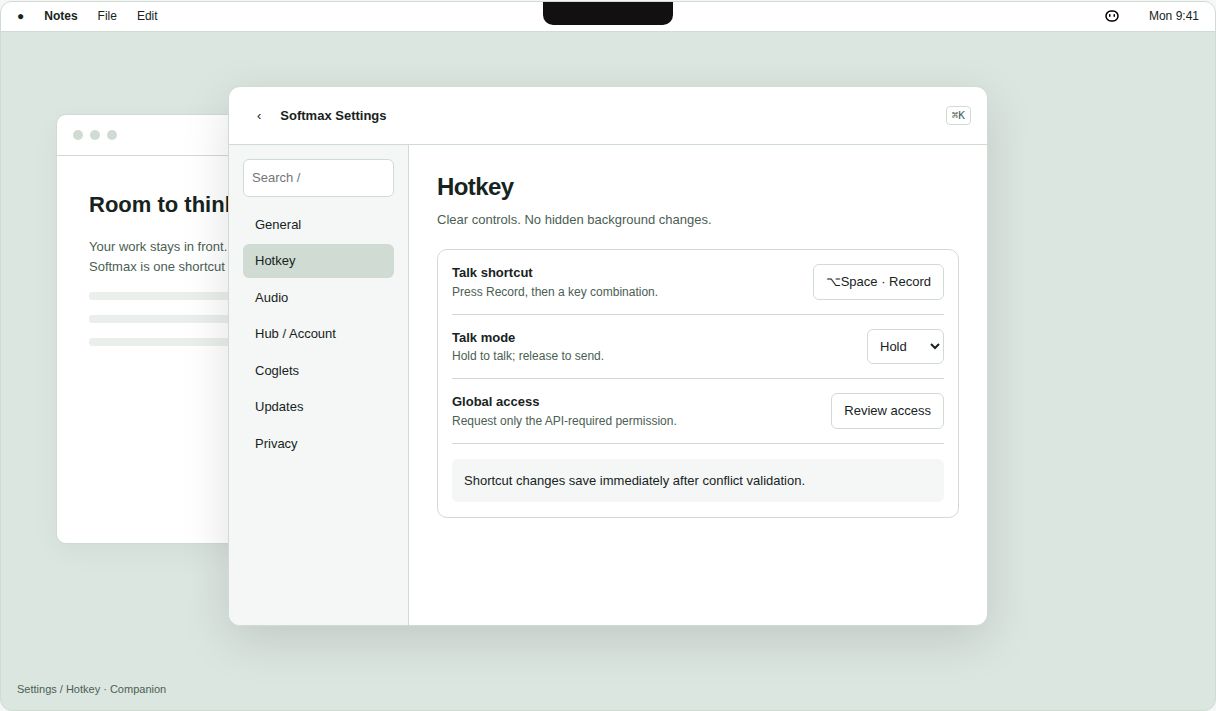 Notes File Edit
Mon 9:41
‹ Softmax Settings
⌘K
Room to think
Your work stays in front.
Softmax is one shortcut
Search /
General
Hotkey
Audio
Hub / Account
Coglets
Updates
Privacy
Hotkey
Clear controls. No hidden background changes.
Talk shortcut
Press Record, then a key combination.
⌥Space · Record
Talk mode
Hold to talk; release to send.
Hold
Global access
Request only the API-required permission.
Review access
Shortcut changes save immediately after conflict validation.
Settings / Hotkey · Companion